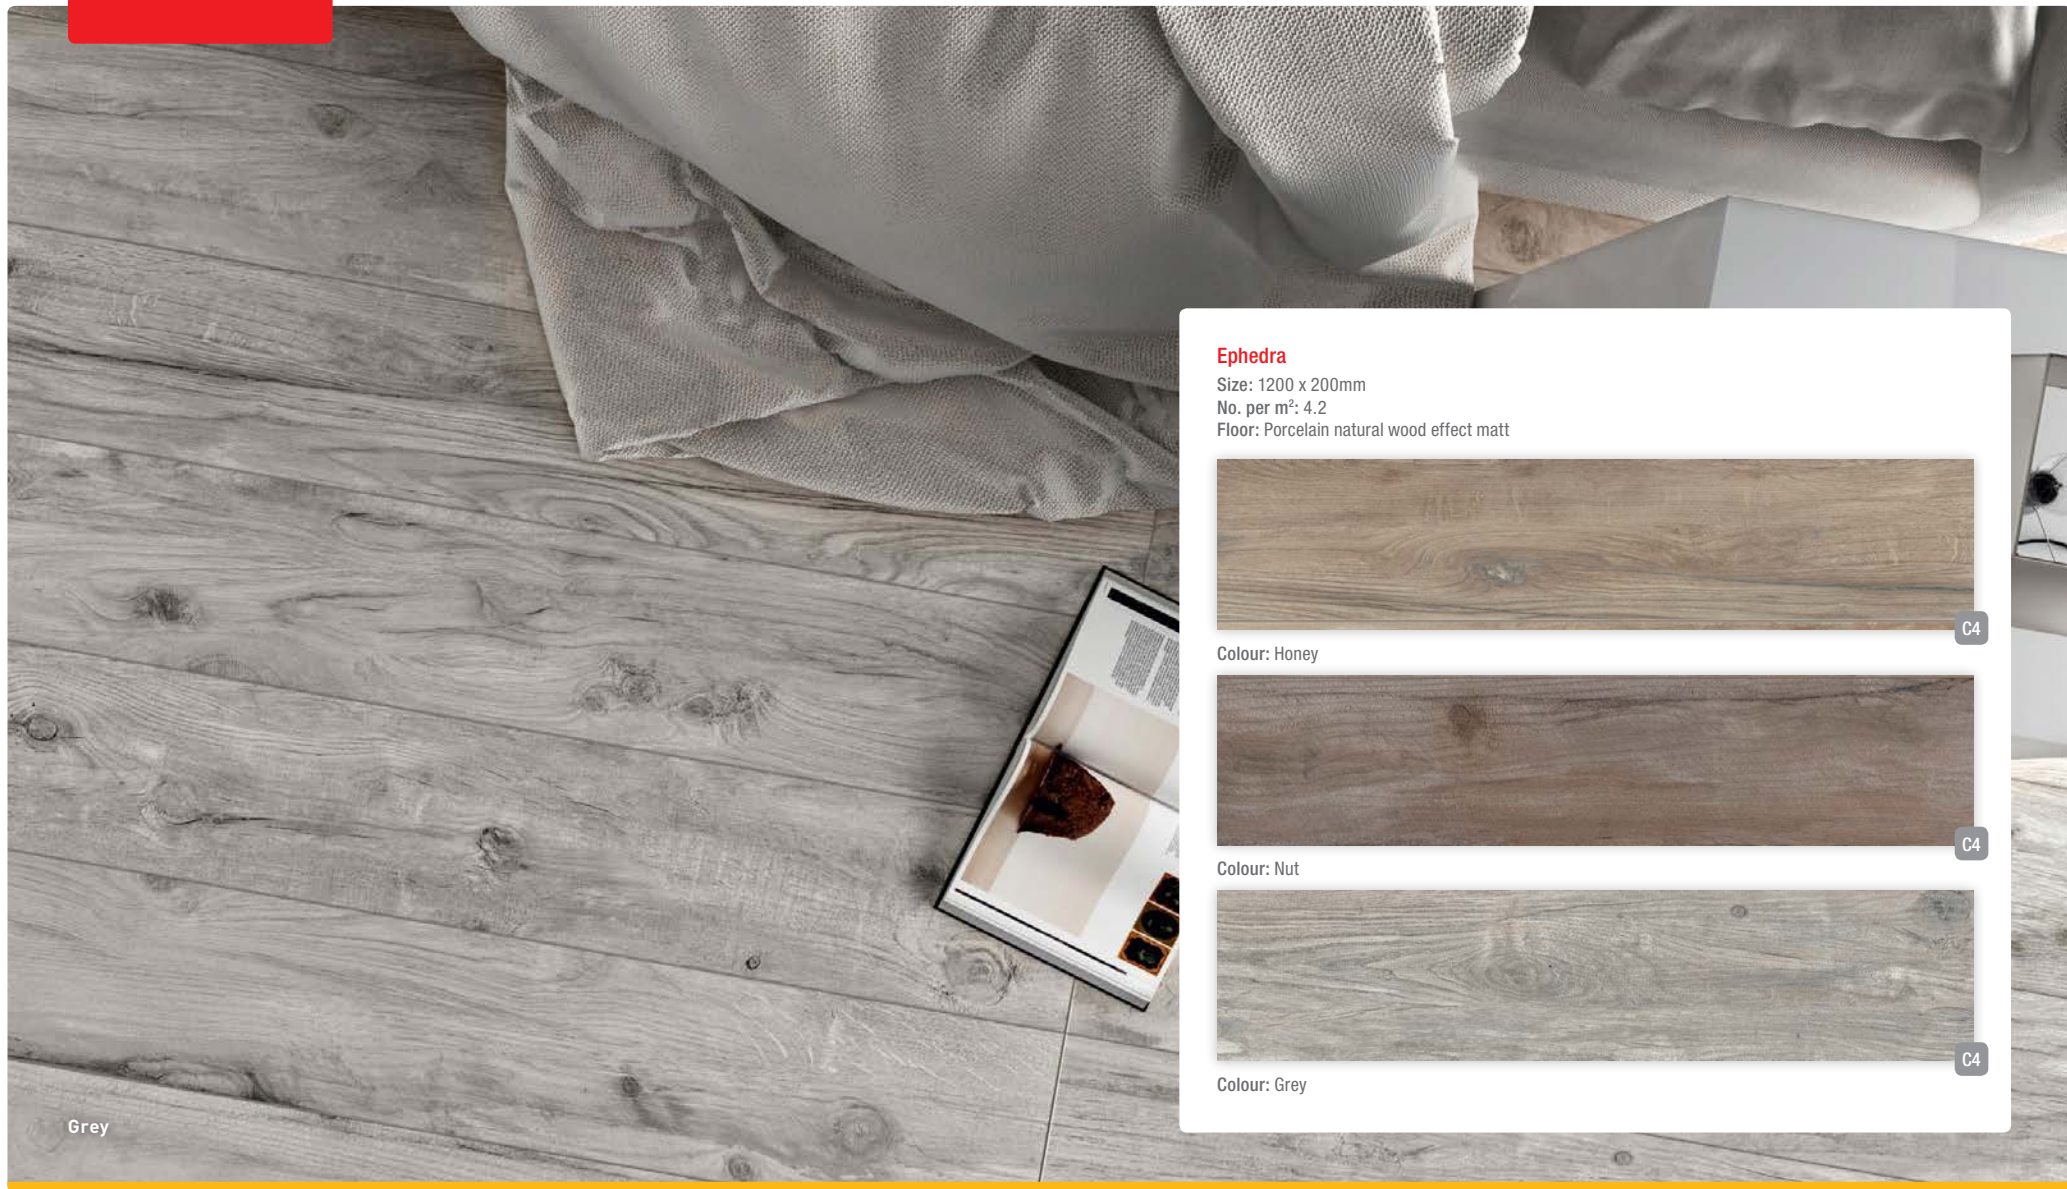 Ephedra
Size: 1200 x 200mm
No. per m²: 4.2
Floor: Porcelain natural wood effect matt
C4
Colour: Honey
C4
Colour: Nut
C4
Colour: Grey
Grey